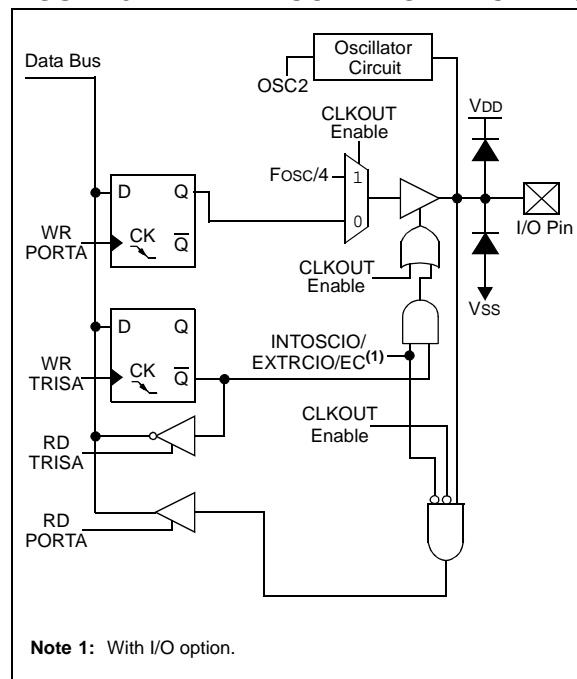 Oscillator
Circuit
Data Bus
OSC2
VDD
CLKOUT
Enable
FOSC/4
1
0
D
Q
CK
Q
WR
PORTA
I/O Pin
CLKOUT
Enable
VSS
D
Q
CK
Q
WR
TRISA
INTOSCIO/
EXTRCIO/EC(1)
CLKOUT
Enable
RD
TRISA
RD
PORTA
Note 1: With I/O option.